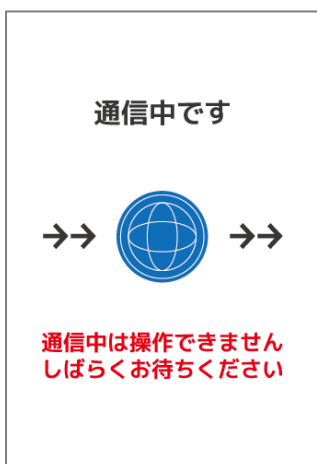 通信中です
→→ →→
通信中は操作できません
しばらくお待ちください